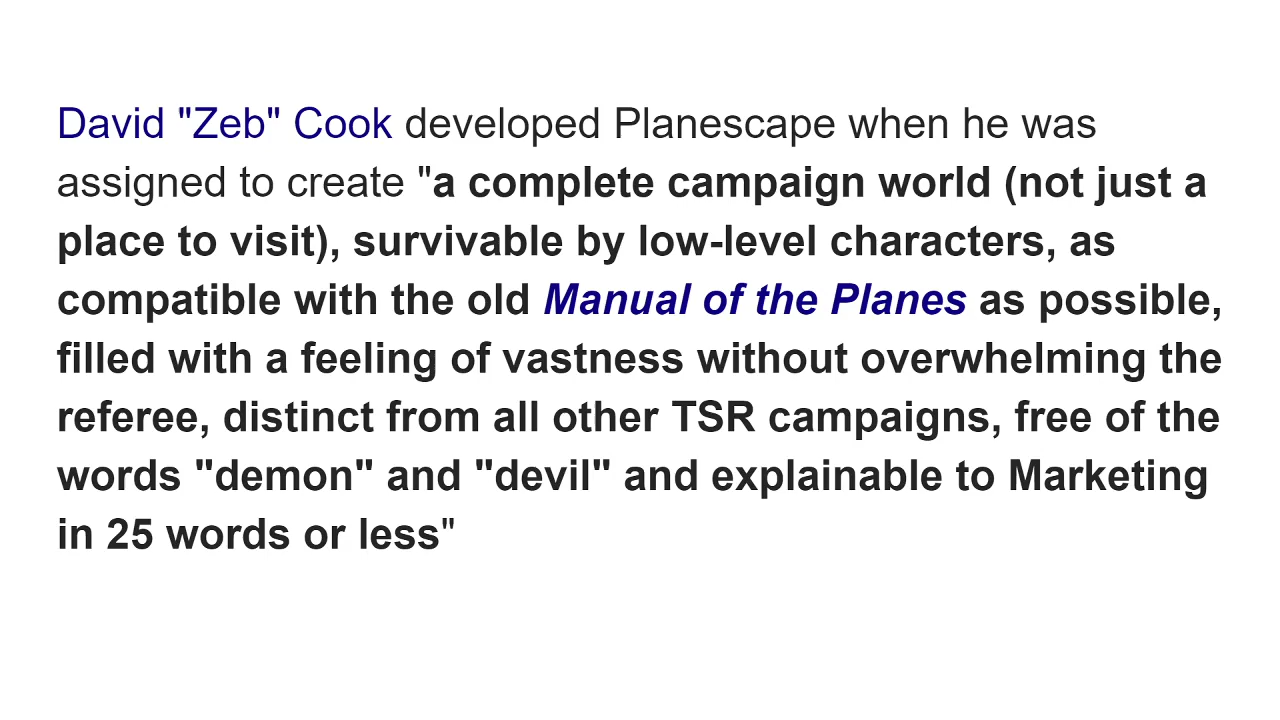 David "Zeb" Cook developed Planescape when he was
assigned to create "a complete campaign world (not just a
place to visit), survivable by low-level characters, as
compatible with the old Manual of the Planes as possible,
filled with a feeling of vastness without overwhelming the
referee, distinct from all other TSR campaigns, free of the
words "demon" and "devil" and explainable to Marketing
in 25 words or less"